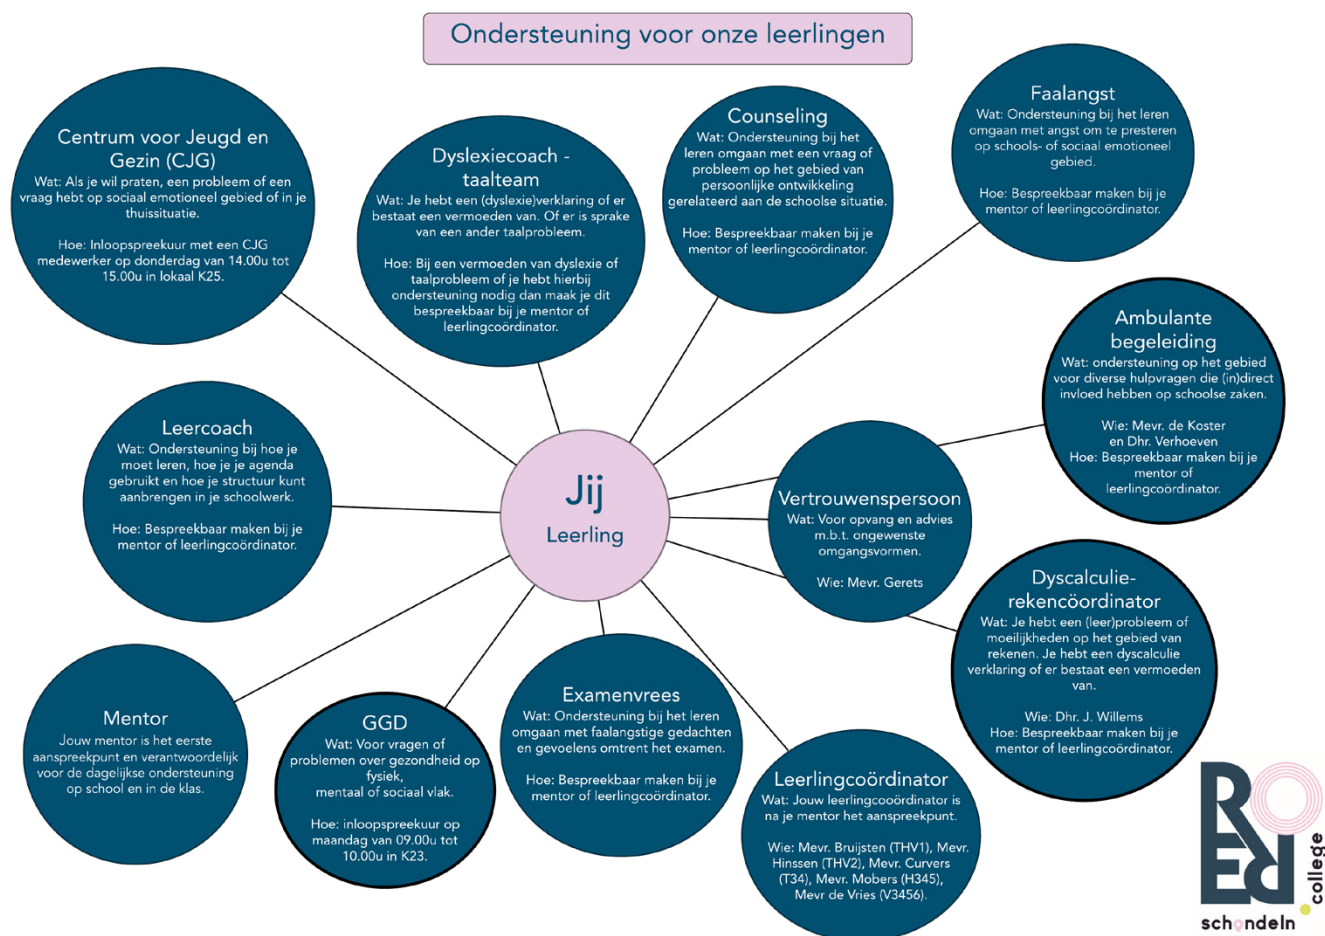 Ondersteuning voor onze leerlingen
Centrum voor Jeugd en
Gezin (CJG)
Wat: Als je wil praten, een probleem of een
vraag hebt op sociaal emotioneel gebied of in je
thuissituatie.
Hoe: Inloopspreekuur met een CJG
medewerker op donderdag van 14.00u tot
15.00u in lokaal K25.
Dyslexiecoach -
taalteam
Wat: Je hebt een (dyslexie)verklaring of er
bestaat een vermoeden van. Of er is sprake
van een ander taalprobleem.
Hoe: Bij een vermoeden van dyslexie of
taalprobleem of je hebt hierbij
ondersteuning nodig dan maak je dit
bespreekbaar bij je mentor of
leerlingcoördinator.
Counseling
Wat: Ondersteuning bij het
leren omgaan met een vraag of
probleem op het gebied van
persoonlijke ontwikkeling
gerelateerd aan de schoolse situatie.
Hoe: Bespreekbaar maken bij je
mentor of leerlingcoördinator.
Faalangst
Wat: Ondersteuning bij het leren
omgaan met angst om te presteren
op schools- of sociaal emotioneel
gebied.
Hoe: Bespreekbaar maken bij je
mentor of leerlingcoördinator.
Ambulante
begeleiding
Wat: ondersteuning op het gebied
voor diverse hulpvragen die (in)direct
invloed hebben op schoolse zaken.
Wie: Mevr. de Koster
en Dhr. Verhoeven
Hoe: Bespreekbaar maken bij je
mentor of
leerlingcoördinator.
Leercoach
Wat: Ondersteuning bij hoe je
moet leren, hoe je je agenda
gebruikt en hoe je structuur kunt
aanbrengen in je schoolwerk.
Hoe: Bespreekbaar maken bij je
mentor of leerlingcoördinator.
Jij
Leerling
Vertrouwenspersoon
Wat: Voor opvang en advies
m.b.t. ongewenste
omgangsvormen.
Wie: Mevr. Gerets
Dyscalculie-
rekencöordinator
Wat: Je hebt een (leer)probleem of
moeilijkheden op het gebied van
rekenen. Je hebt een dyscalculie
verklaring of er bestaat een vermoeden
van.
Wie: Dhr. J. Willems
Hoe: Bespreekbaar maken bij je
mentor of leerlingcoördinator.
Mentor
Jouw mentor is het eerste
aanspreekpunt en verantwoordelijk
voor de dagelijkse ondersteuning
op school en in de klas.
GGD
Wat: Voor vragen of
problemen over gezondheid op
fysiek,
mentaal of sociaal vlak.
Hoe: inloopspreekuur op
maandag van 09.00u tot
10.00u in K23.
Examenvrees
Wat: Ondersteuning bij het leren
omgaan met faalangstige gedachten
en gevoelens omtrent het examen.
Hoe: Bespreekbaar maken bij je
mentor of leerlingcoördinator.
Leerlingcoördinator
Wat: Jouw leerlingcooördinator is
na je mentor het aanspreekpunt.
Wie: Mevr. Bruijsten (THV1), Mevr.
Hinssen (THV2), Mevr. Curvers
(T34), Mevr. Mobers (H345),
Mevr de Vries (V3456).
RO
ER
college
schondeln